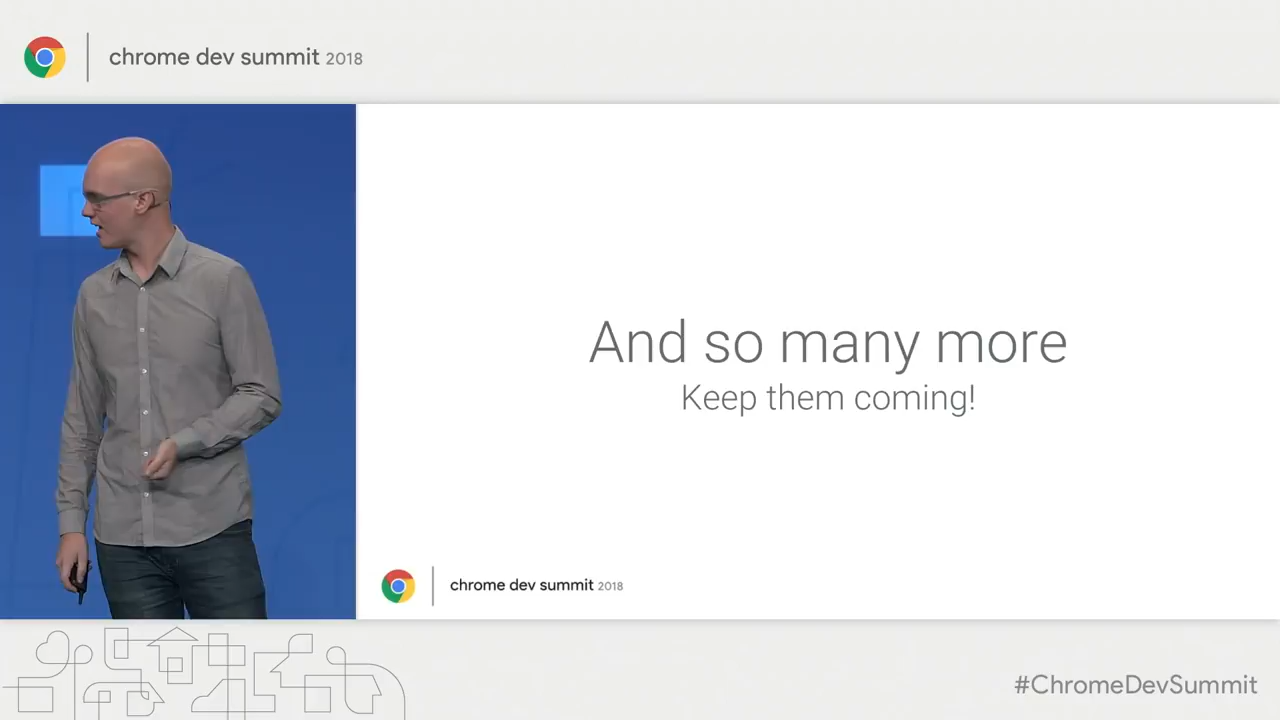 chrome dev summit 2018
And so many more
Keep them coming!
chrome dev summit 2018
#ChromeDevSummit